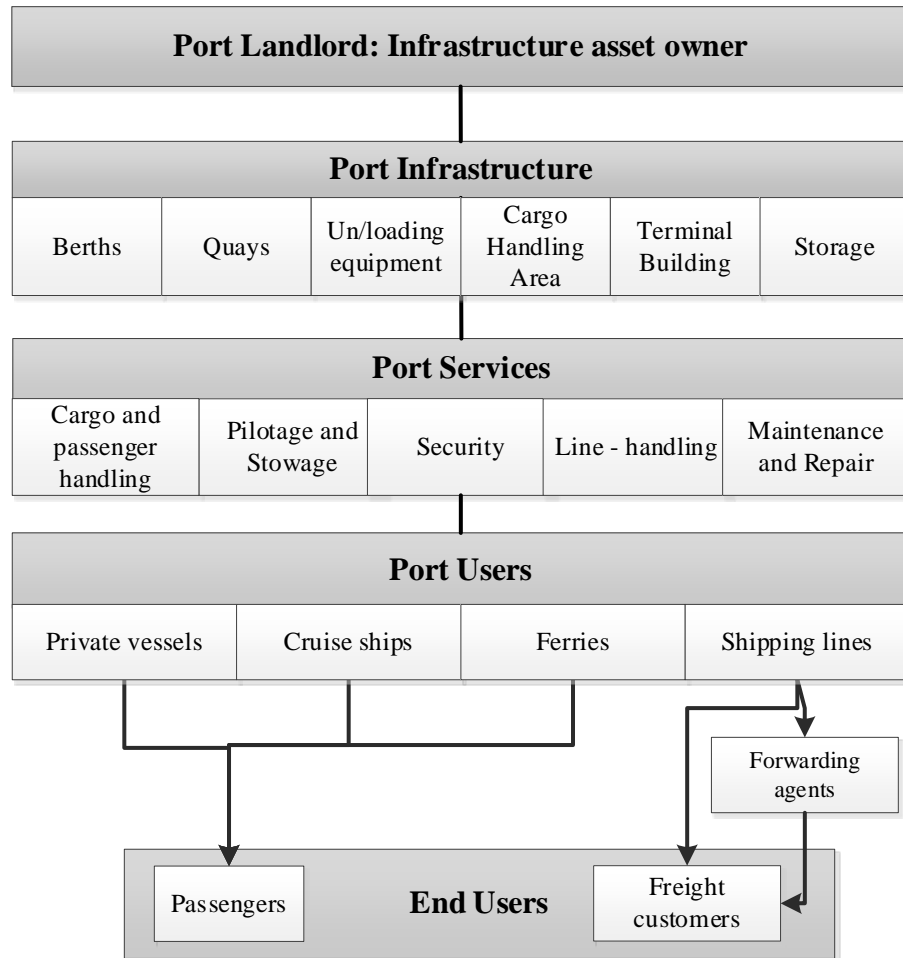 Port Landlord: Infrastructure asset owner
Port Infrastructure
Berths
Quays
Un/loading
equipment
Cargo
Handling
Area
Terminal
Building
Storage
Port Services
Cargo and
passenger
handling
Pilotage and
Stowage
Security
Line - handling
Maintenance
and Repair
Port Users
Private vessels
Cruise ships
Ferries
Shipping lines
Forwarding
agents
Passengers
End Users
Freight
customers